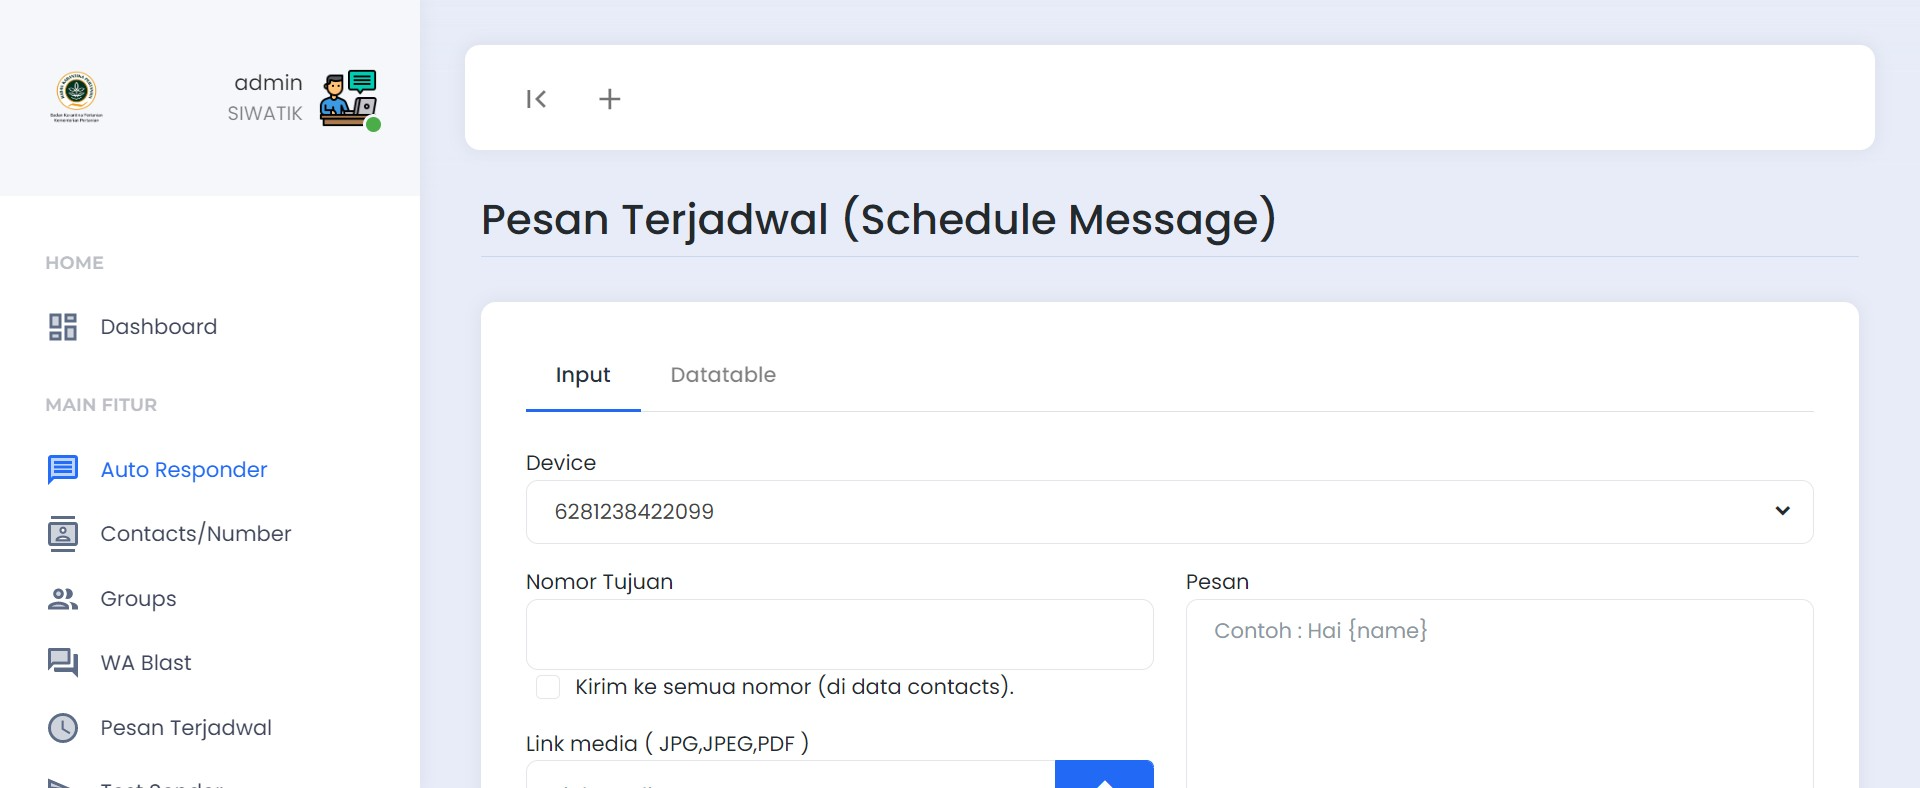 admin
SIWATIK
HOME
Dashboard
MAIN FITUR
Auto Responder
Contacts/Number
Groups
WA Blast
Pesan Terjadwal
Pesan Terjadwal (Schedule Message)
Input
Datatable
Device
6281238422099
Nomor Tujuan
Kirim ke semua nomor (di data contacts).
Link media ( JPG,JPEG,PDF )
Pesan
Contoh : Hai {name}